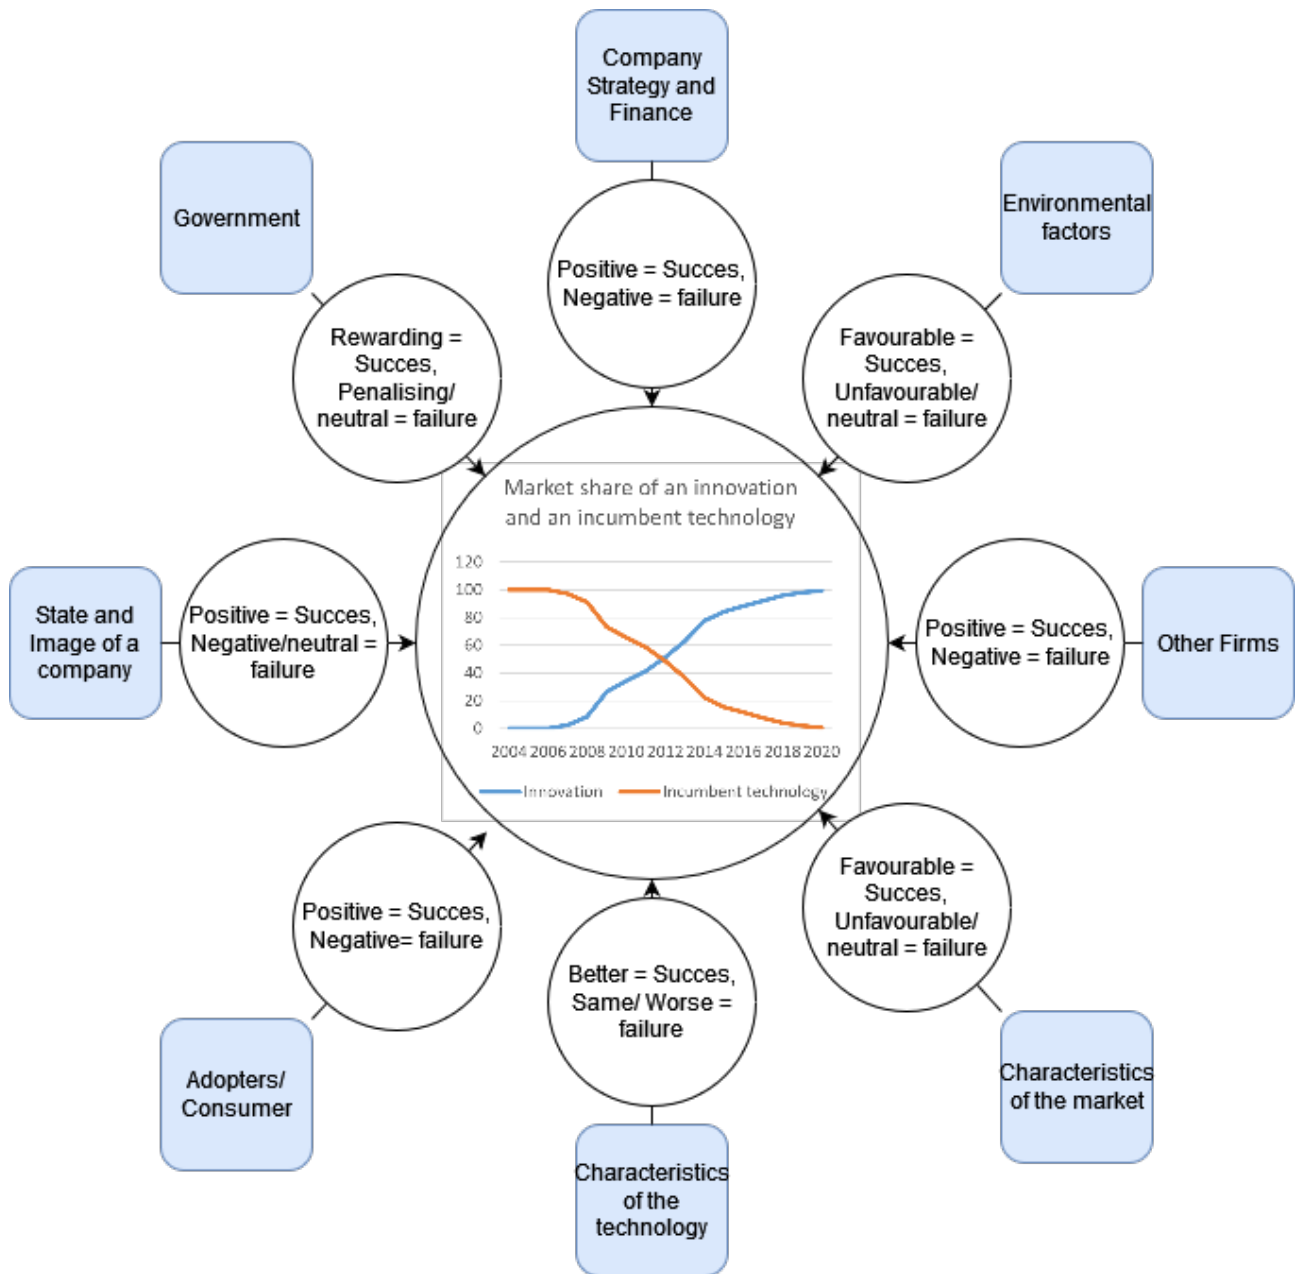 Company
Strategy and
Finance
Government
Environmental
factors
Positive = Succes,
Negative = failure
Rewarding =
Succes,
Penalising/
neutral = failure
Favourable =
Succes,
Unfavourable/
neutral = failure
Market share of an innovation
and an incumbent technology
120
100
80
60
40
20
0
2004 2006 2008 2010 2012 2014 2016 2018 2020
Innovation
Incumbent technology
State and
Image of a
company
Positive = Succes,
Negative/neutral =
failure
Positive = Succes,
Negative = failure
Other Firms
Positive = Succes,
Negative= failure
Favourable =
Succes,
Unfavourable/
neutral = failure
Better = Succes,
Same/ Worse =
failure
Adopters/
Consumer
Characteristics
of the market
Characteristics
of the
technology